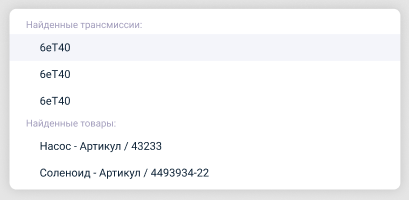 Найденные трансмиссии:
6eT40
6eT40
6eT40
Найденные товары:
Насос - Артикул / 43233
Соленоид - Артикул / 4493934-22